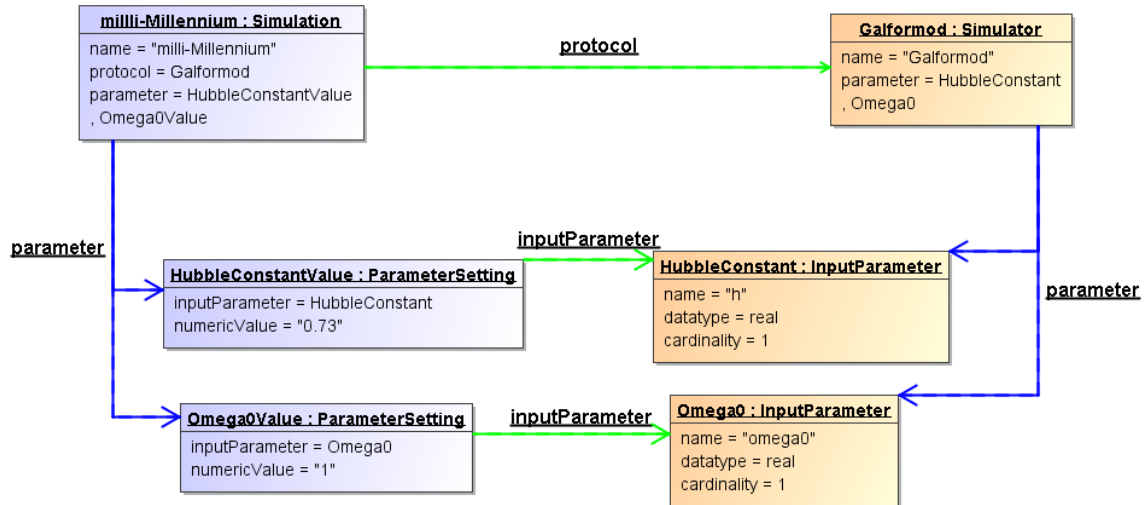 millli-Millennium : Simulation
name = "milli-Millennium"
protocol = Galformod
parameter = HubbleConstantValue
, Omega0Value
protocol
Galformod : Simulator
name = "Galformod"
parameter = HubbleConstant
, Omega0
parameter
inputParameter
HubbleConstantValue : ParameterSetting
inputParameter = HubbleConstant
numericValue = "0.73"
HubbleConstant : InputParameter
name = "h"
datatype = real
cardinality = 1
parameter
Omega0Value : ParameterSetting
inputParameter = Omega0
numericValue = "1"
inputParameter
Omega0 : InputParameter
name = "omega0"
datatype = real
cardinality = 1